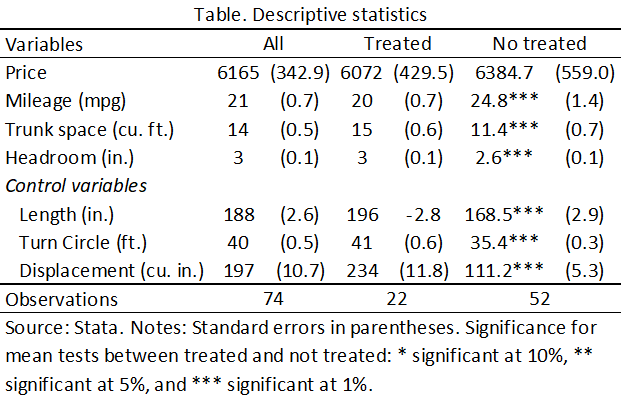 Table. Descriptive statistics
Variables All Treated No treated
Price 6165 (342.9) 6072 (429.5) 6384.7 (559.0)
Mileage (mpg) 21 (0.7) 20 (0.7) 24.8*** (1.4)
Trunk space (cu. ft.) 14 (0.5) 15 (0.6) 11.4*** (0.7)
Headroom (in.) 3 (0.1) 3 (0.1) 2.6*** (0.1)
Control variables
Length (in.) 188 (2.6) 196 -2.8 168.5*** (2.9)
Turn Circle (ft.) 40 (0.5) 41 (0.6) 35.4*** (0.3)
Displacement (cu. in.) 197 (10.7) 234 (11.8) 111.2*** (5.3)
Observations 74 22 52
Source: Stata. Notes: Standard errors in parentheses. Significance for
mean tests between treated and not treated: * significant at 10%, **
significant at 5%, and *** significant at 1%.